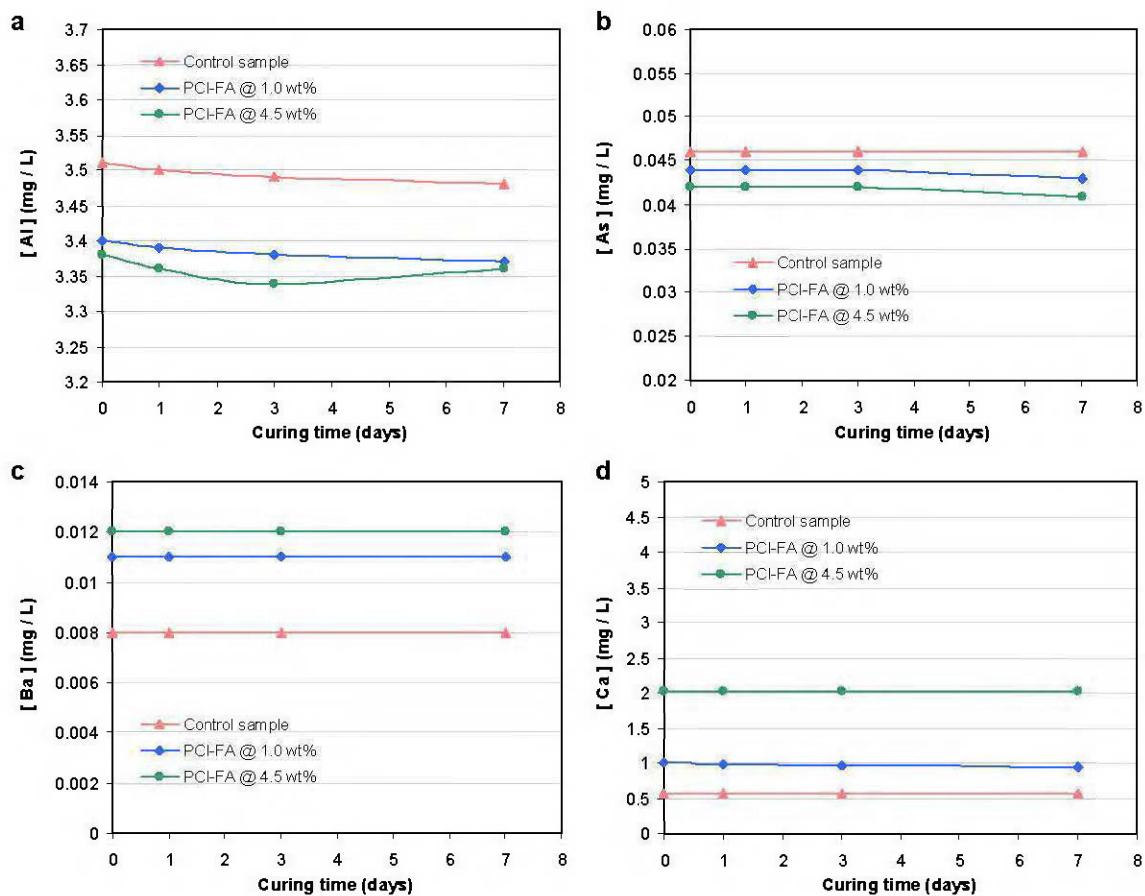 a
3.7
3.65
3.6
3.55
3.5
3.45
3.4
3.35
3.3
3.25
3.2
[ Al ] (mg / L)
Control sample
PCI-FA @ 1.0 wt%
PCI-FA @ 4.5 wt%
0 1 2 3 4 5 6 7 8
Curing time (days)
b
0.06
0.055
0.05
0.045
0.04
0.035
0.03
0.025
0.02
[ As ] (mg / L)
Control sample
PCI-FA @ 1.0 wt%
PCI-FA @ 4.5 wt%
0 1 2 3 4 5 6 7 8
Curing time (days)
c
0.014
0.012
0.01
0.008
0.006
0.004
0.002
0
[ Ba ] (mg / L)
Control sample
PCI-FA @ 1.0 wt%
PCI-FA @ 4.5 wt%
0 1 2 3 4 5 6 7 8
Curing time (days)
d
5
4.5
4
3.5
3
2.5
2
1.5
1
0.5
0
[ Ca ] (mg / L)
Control sample
PCI-FA @ 1.0 wt%
PCI-FA @ 4.5 wt%
0 1 2 3 4 5 6 7 8
Curing time (days)